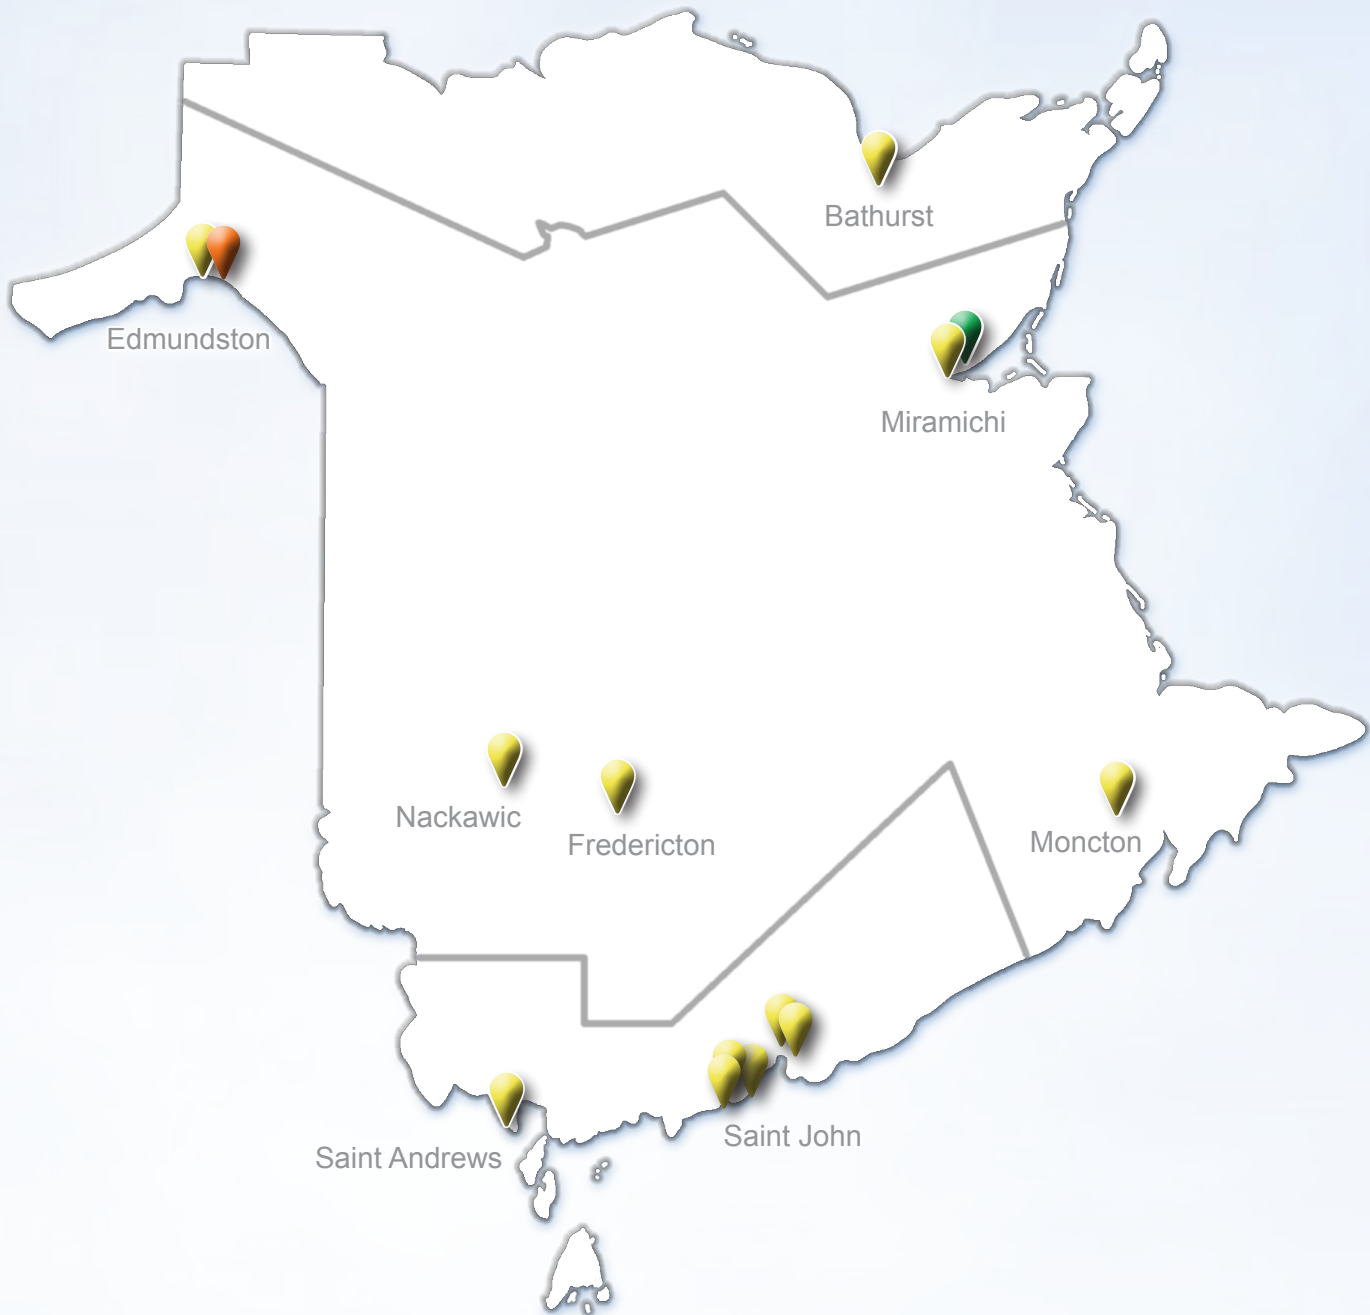 Bathurst
Edmundston
Miramichi
Nackawic
Fredericton
Moncton
Saint John
Saint Andrews